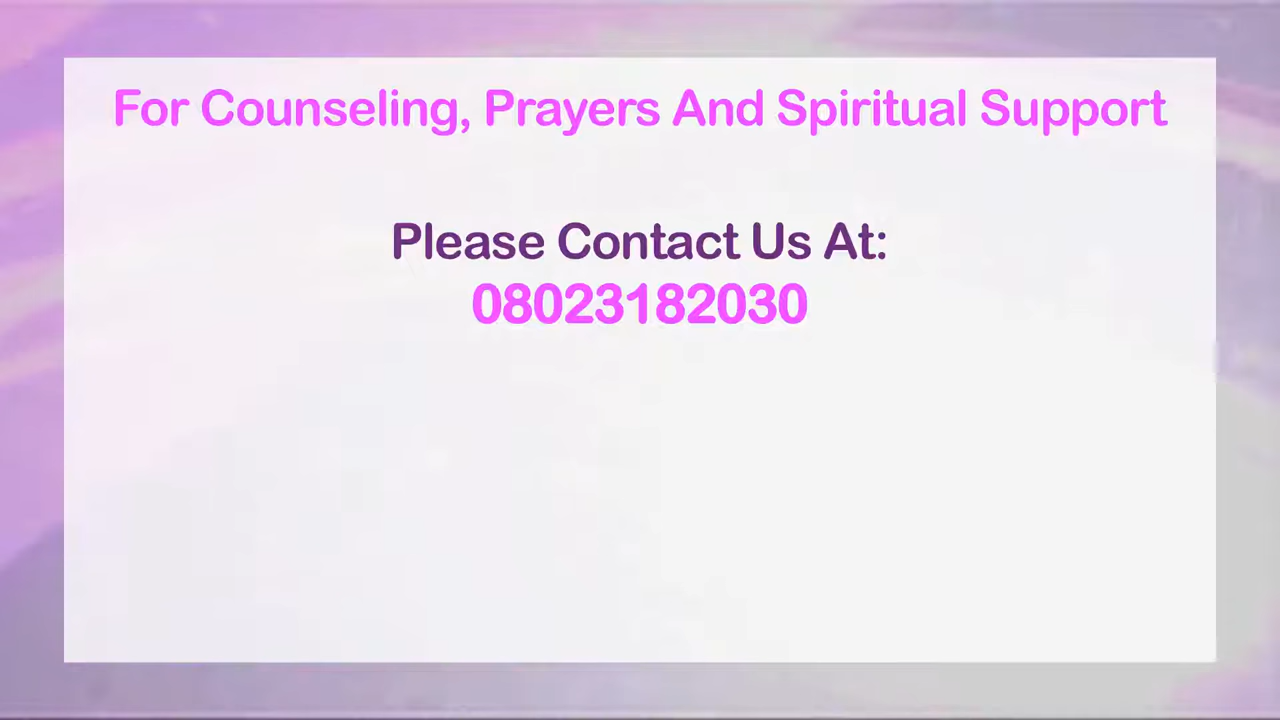 For Counseling, Prayers And Spiritual Support
Please Contact Us At:
08023182030